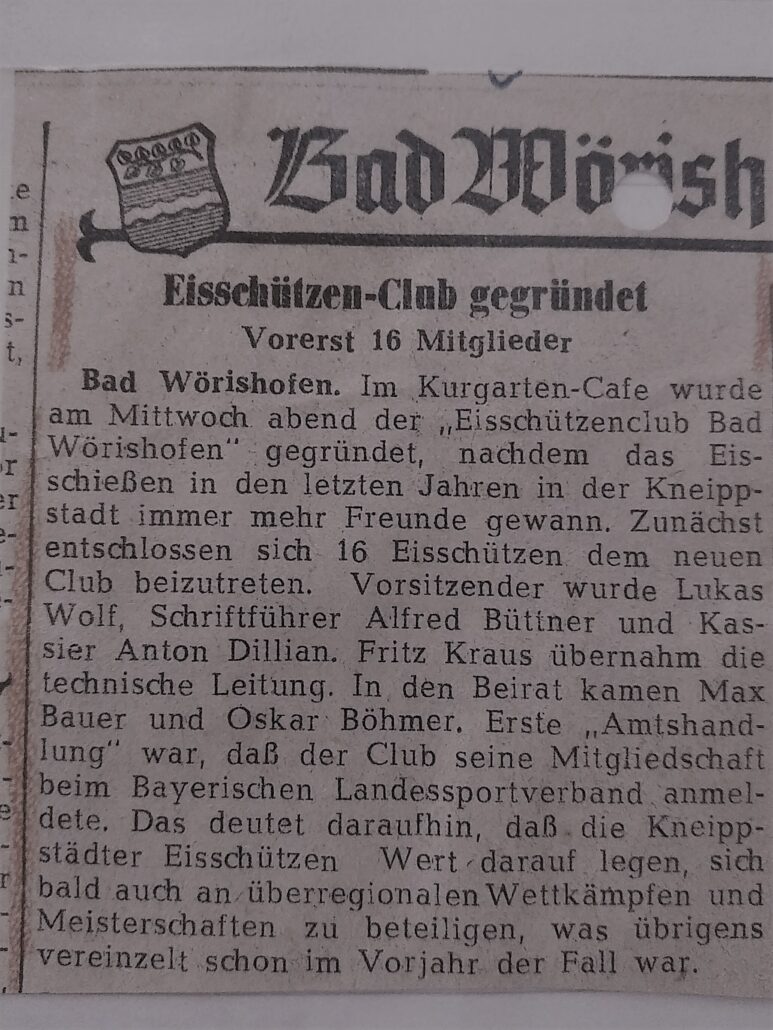 Bad Wörish
Eisschützen-Club gegründet
Vorerst 16 Mitglieder
Bad Wörishofen. Im Kurgarten-Cafe wurde
am Mittwoch abend der „Eisschützenclub Bad
Wörishofen“ gegründet, nachdem das Eis-
schießen in den letzten Jahren in der Kneipp-
stadt immer mehr Freunde gewann. Zunächst
entschlossen sich 16 Eisschützen dem neuen
Club beizutreten. Vorsitzender wurde Lukas
Wolf, Schriftführer Alfred Büttner und Kas-
sier Anton Dillian. Fritz Kraus übernahm die
technische Leitung. In den Beirat kamen Max
Bauer und Oskar Böhmer. Erste „Amtshand-
lung“ war, daß der Club seine Mitgliedschaft
beim Bayerischen Landessportverband anmel-
dete. Das deutet daraufhin, daß die Kneipp-
städter Eisschützen Wert darauf legen, sich
bald auch an überregionalen Wettkämpfen und
Meisterschaften zu beteiligen, was übrigens
vereinzelt schon im Vorjahr der Fall war.